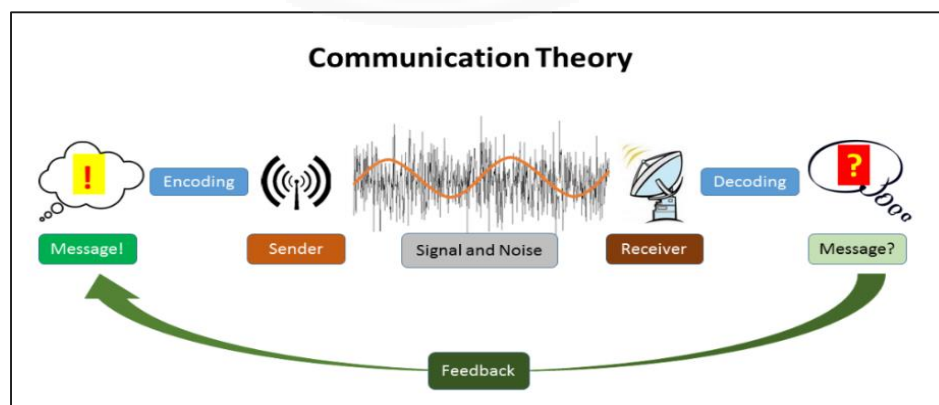 Communication Theory
!
Encoding
Decoding
?
Message!
Sender
Signal and Noise
Receiver
Message?
Feedback